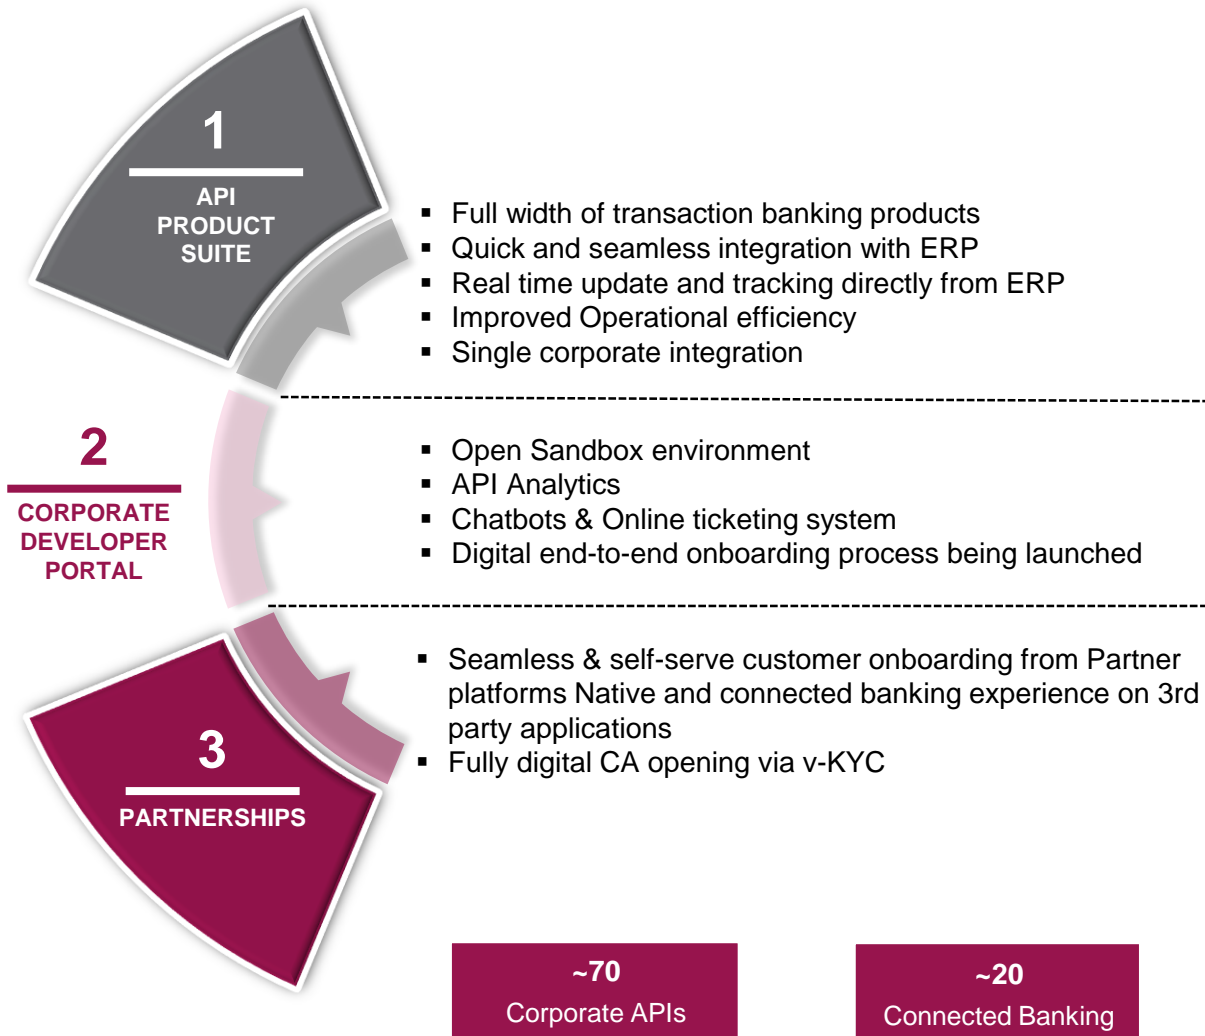 1
API
PRODUCT
SUITE
▪ Full width of transaction banking products
▪ Quick and seamless integration with ERP
▪ Real time update and tracking directly from ERP
▪ Improved Operational efficiency
▪ Single corporate integration
2
CORPORATE
DEVELOPER
PORTAL
▪ Open Sandbox environment
▪ API Analytics
▪ Chatbots & Online ticketing system
▪ Digital end-to-end onboarding process being launched
3
PARTNERSHIPS
▪ Seamless & self-serve customer onboarding from Partner
platforms Native and connected banking experience on 3rd
party applications
▪ Fully digital CA opening via v-KYC
~70
Corporate APIs
~20
Connected Banking